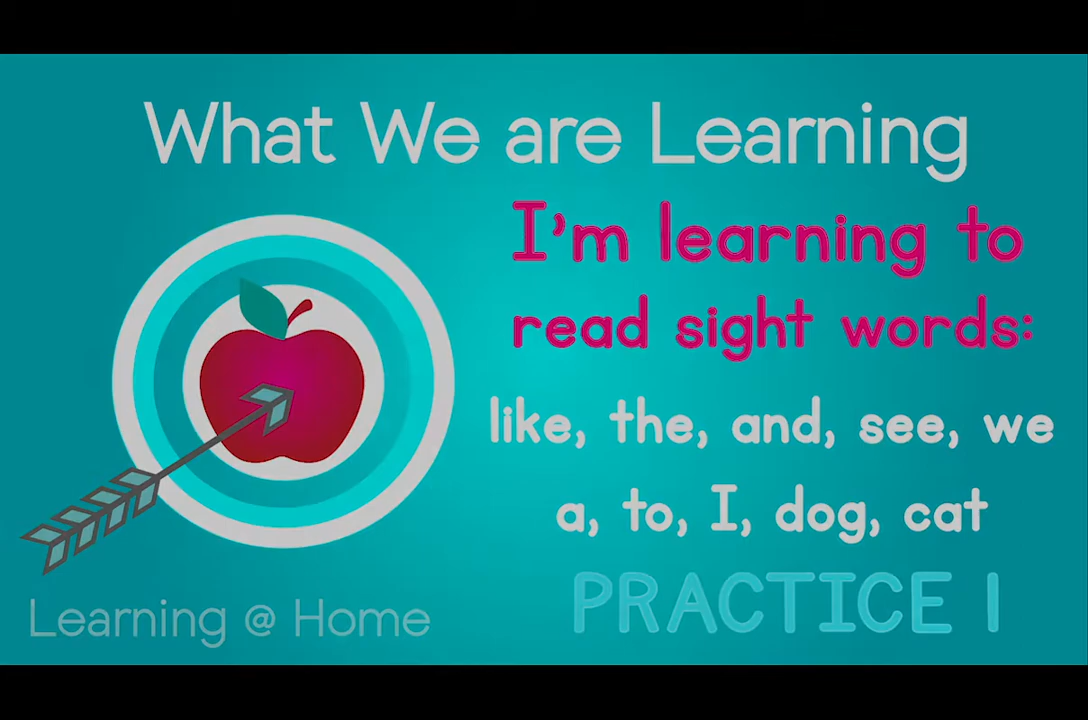 What We are Learning
I'm learning to
read sight words:
like, the, and, see, we
a, to, I, dog, cat
PRACTICE 1
Learning @ Home